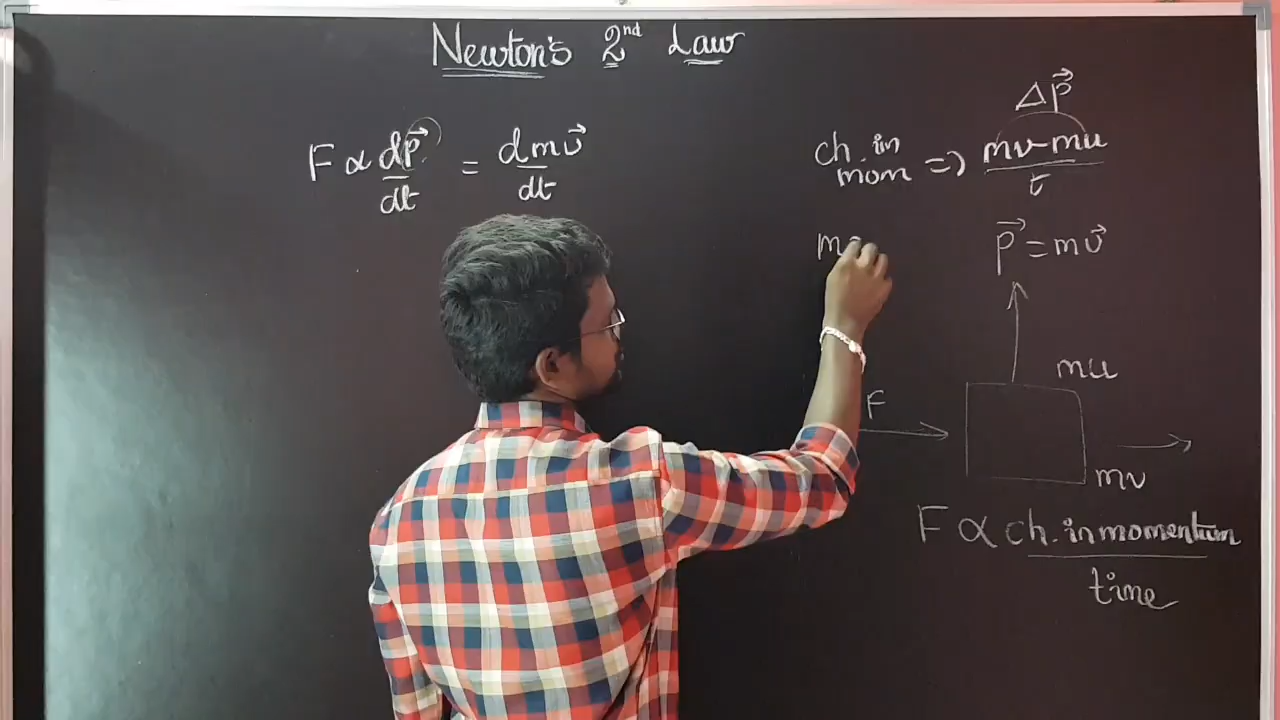 Newton's 2nd Law
F ∝ dp⃗/dt = dmv⃗/dt
ch. in mom => mv-mu/t
Δp⃗
p⃗ = mv⃗
mu
F
mv
F ∝ ch. in momentum
time